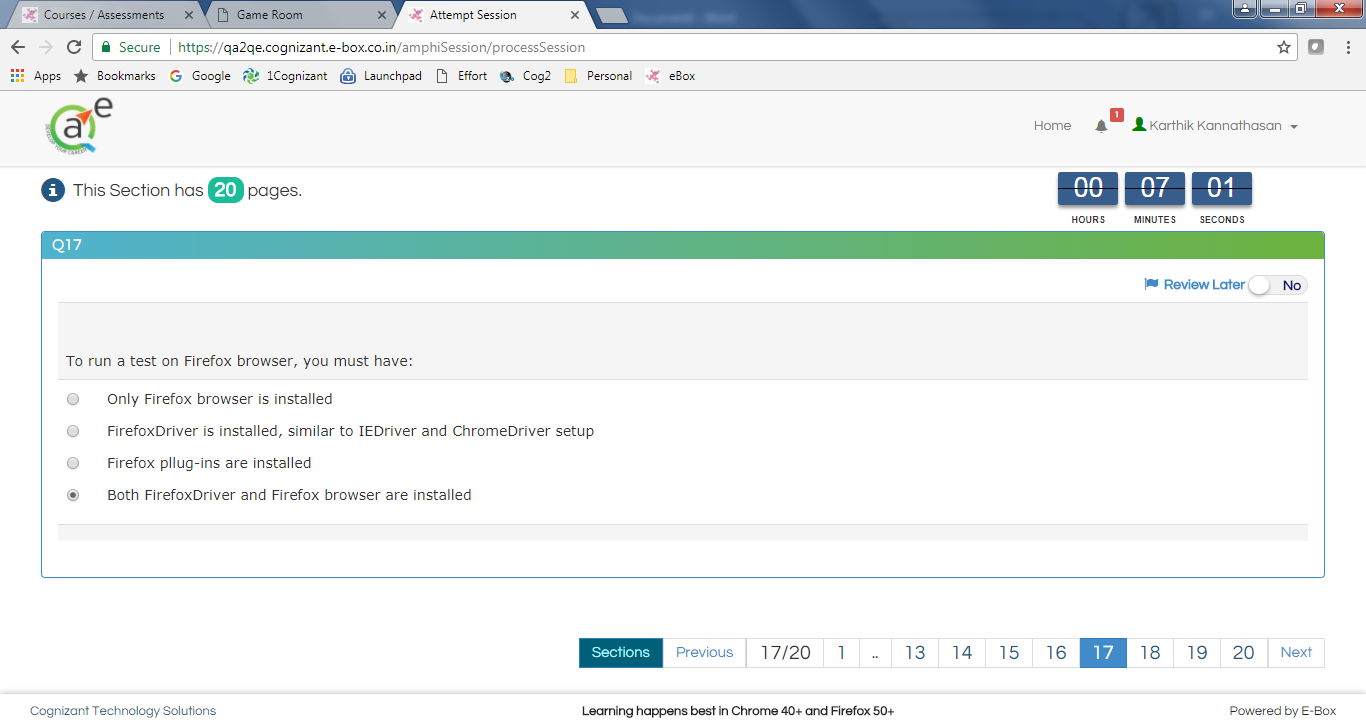 Courses / Assessments
Game Room
Attempt Session
Secure
https://qa2qe.cognizant.e-box.co.in/amphiSession/processSession
Apps Bookmarks Google 1Cognizant Launchpad Effort Cog2 Personal eBox
a e
Home 1 Karthik Kannathasan
This Section has 20 pages.
00 07 01
HOURS MINUTES SECONDS
Q17
Review Later No
To run a test on Firefox browser, you must have:
Only Firefox browser is installed
FirefoxDriver is installed, similar to IEDriver and ChromeDriver setup
Firefox pllug-ins are installed
Both FirefoxDriver and Firefox browser are installed
Sections Previous 17/20 1 .. 13 14 15 16 17 18 19 20 Next
Cognizant Technology Solutions
Learning happens best in Chrome 40+ and Firefox 50+
Powered by E-Box